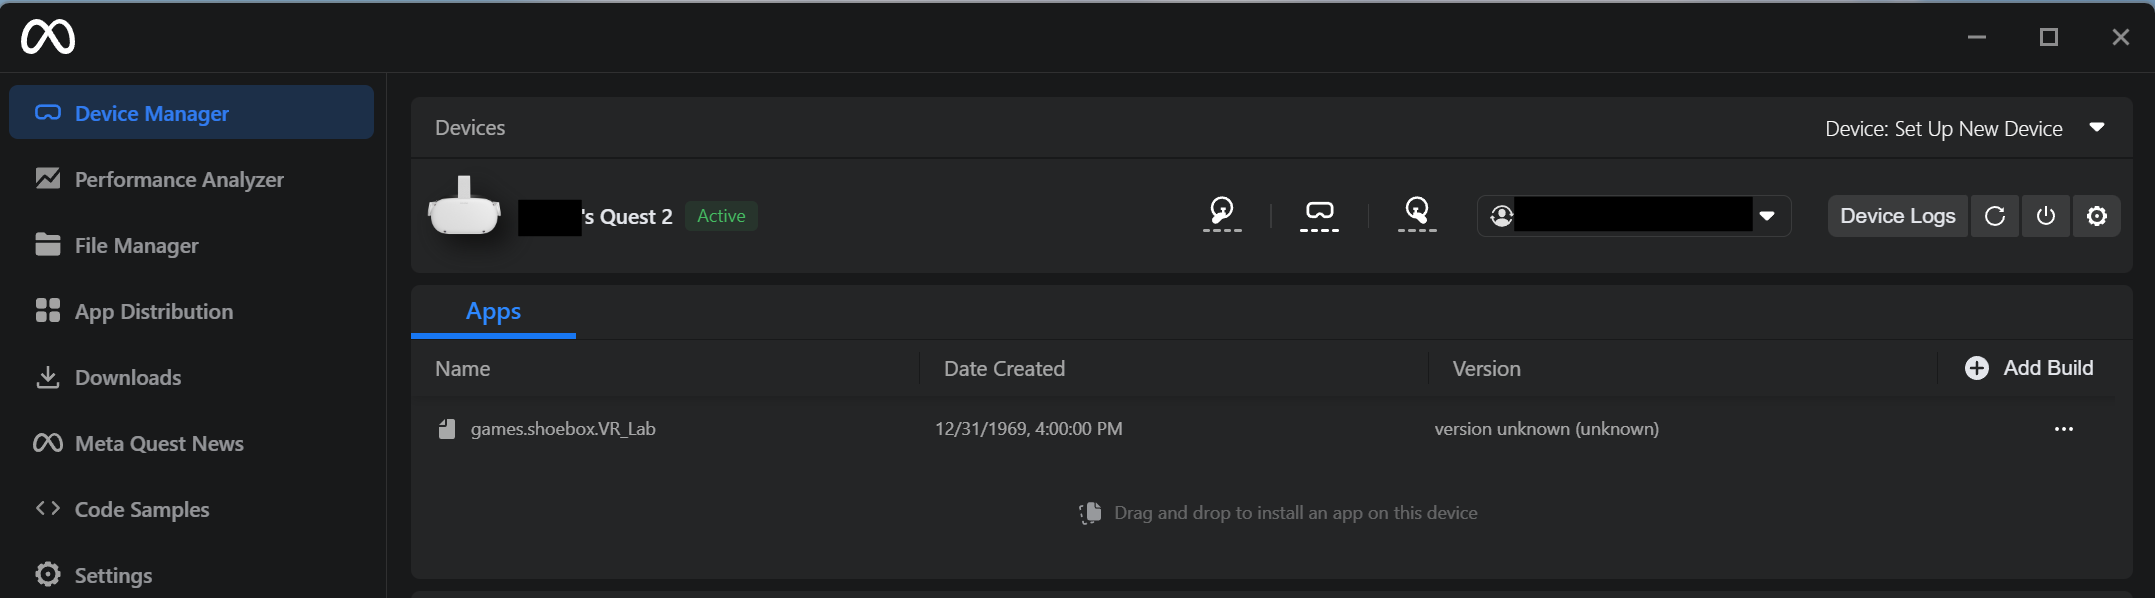 Device Manager
Performance Analyzer
File Manager
App Distribution
Downloads
Meta Quest News
Code Samples
Settings
Devices
Device: Set Up New Device
's Quest 2
Active
Device Logs
Apps
Name
Date Created
Version
Add Build
games.shoebox.VR_Lab
12/31/1969, 4:00:00 PM
version unknown (unknown)
Drag and drop to install an app on this device